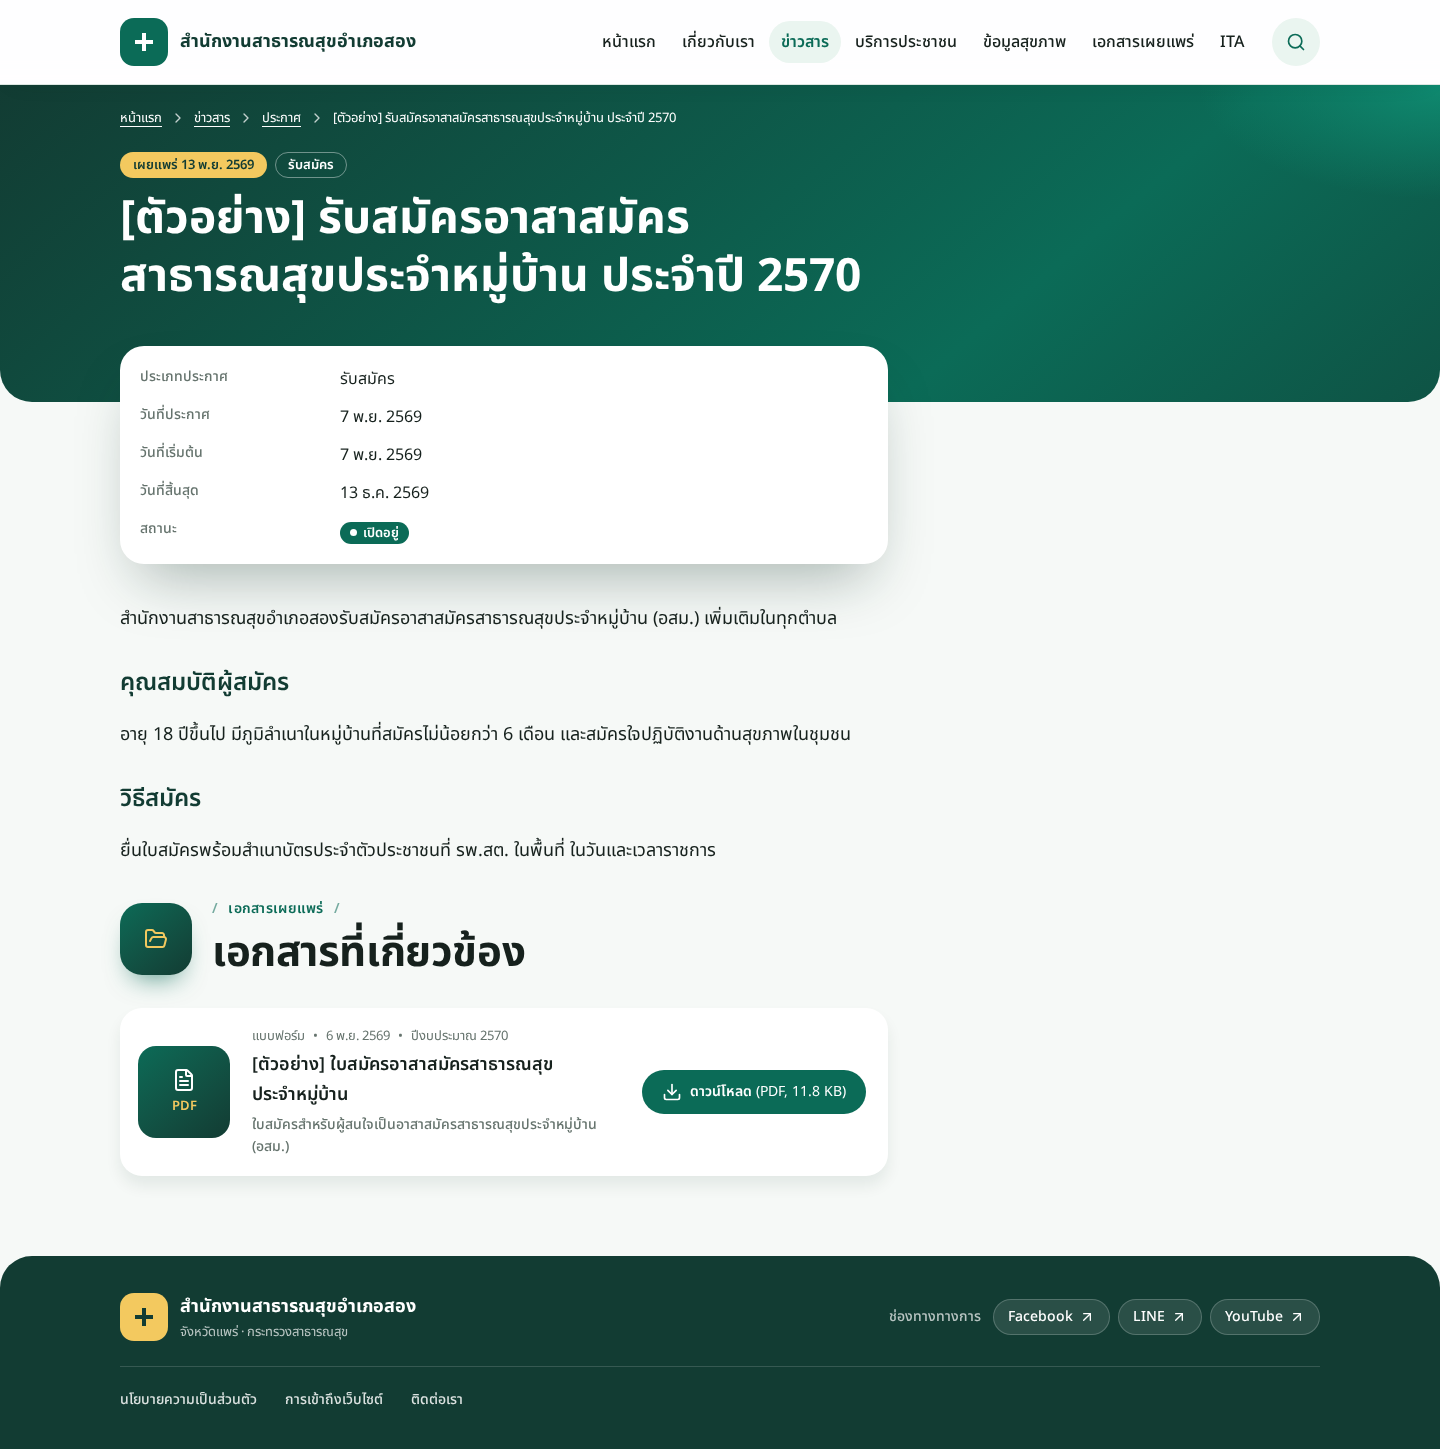 สำนักงานสาธารณสุขอำเภอสอง
หน้าแรก เกี่ยวกับเรา ข่าวสาร บริการประชาชน ข้อมูลสุขภาพ เอกสารเผยแพร่ ITA
หน้าแรก ข่าวสาร ประกาศ [ตัวอย่าง] รับสมัครอาสาสมัครสาธารณสุขประจำหมู่บ้าน ประจำปี 2570
เผยแพร่ 13 พ.ย. 2569 รับสมัคร
[ตัวอย่าง] รับสมัครอาสาสมัคร
สาธารณสุขประจำหมู่บ้าน ประจำปี 2570
ประเภทประกาศ รับสมัคร
วันที่ประกาศ 7 พ.ย. 2569
วันที่เริ่มต้น 7 พ.ย. 2569
วันที่สิ้นสุด 13 ธ.ค. 2569
สถานะ เปิดอยู่
สำนักงานสาธารณสุขอำเภอสองรับสมัครอาสาสมัครสาธารณสุขประจำหมู่บ้าน (อสม.) เพิ่มเติมในทุกตำบล
คุณสมบัติผู้สมัคร
อายุ 18 ปีขึ้นไป มีภูมิลำเนาในหมู่บ้านที่สมัครไม่น้อยกว่า 6 เดือน และสมัครใจปฏิบัติงานด้านสุขภาพในชุมชน
วิธีสมัคร
ยื่นใบสมัครพร้อมสำเนาบัตรประจำตัวประชาชนที่ รพ.สต. ในพื้นที่ ในวันและเวลาราชการ
/ เอกสารเผยแพร่ /
เอกสารที่เกี่ยวข้อง
แบบฟอร์ม • 6 พ.ย. 2569 • ปีงบประมาณ 2570
[ตัวอย่าง] ใบสมัครอาสาสมัครสาธารณสุข
ประจำหมู่บ้าน
ใบสมัครสำหรับผู้สนใจเป็นอาสาสมัครสาธารณสุขประจำหมู่บ้าน
(อสม.)
PDF
ดาวน์โหลด (PDF, 11.8 KB)
สำนักงานสาธารณสุขอำเภอสอง
จังหวัดแพร่ · กระทรวงสาธารณสุข
ช่องทางทางการ Facebook LINE YouTube
นโยบายความเป็นส่วนตัว การเข้าถึงเว็บไซต์ ติดต่อเรา